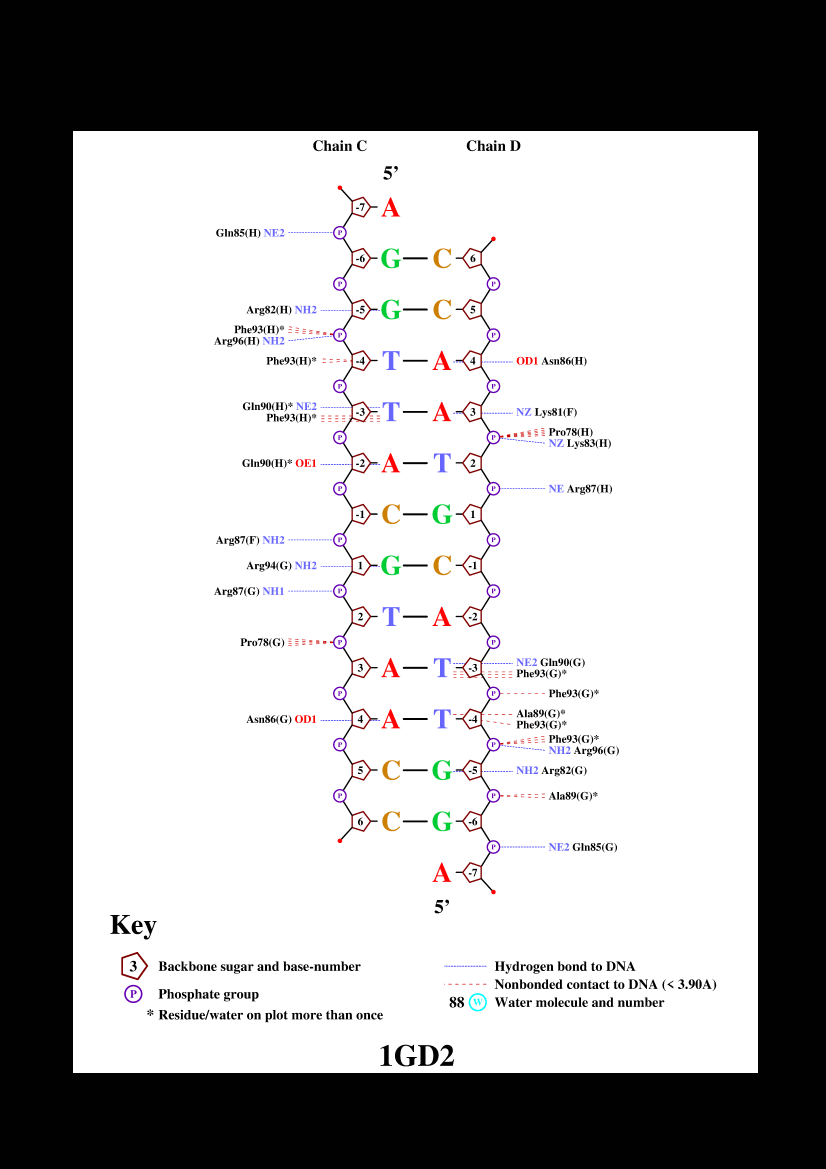 Chain C Chain D
5’
-7 A
P
Gln85(H) NE2
-6 G C 6
P P
Arg82(H) NH2 -5 G C 5
Phe93(H)*
P P
Arg96(H) NH2
Phe93(H)* -4 T A 4 OD1 Asn86(H)
P P
Gln90(H)* NE2 -3 T A 3 NZ Lys81(F)
Phe93(H)*
P P Pro78(H)
NZ Lys83(H)
Gln90(H)* OE1 -2 A T 2
P P NE Arg87(H)
-1 C G 1
Arg87(F) NH2 P P
Arg94(G) NH2 1 G C -1
Arg87(G) NH1 P P
2 T A -2
Pro78(G) P P
NE2 Gln90(G)
3 A T -3
Phe93(G)*
P P Phe93(G)*
Ala89(G)*
Asn86(G) OD1 4 A T -4
Phe93(G)*
Phe93(G)*
P P
NH2 Arg96(G)
5 C G -5 NH2 Arg82(G)
P P Ala89(G)*
6 C G -6
P NE2 Gln85(G)
A -7
5’
Key
3 Backbone sugar and base-number
P Phosphate group
* Residue/water on plot more than once
Hydrogen bond to DNA
Nonbonded contact to DNA (< 3.90A)
88 W Water molecule and number
1GD2